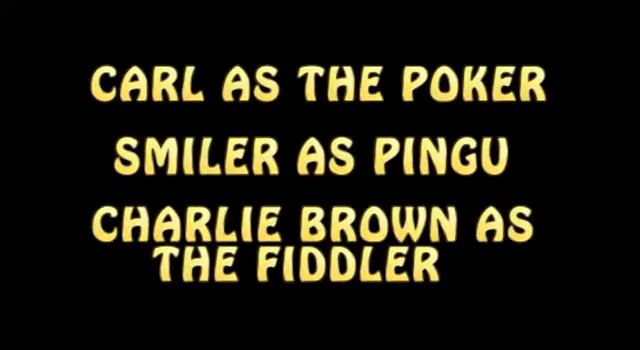 CARL AS THE POKER
SMILER AS PINGU
CHARLIE BROWN AS
THE FIDDLER